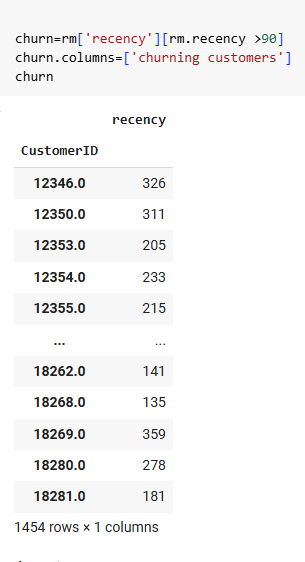 churn=rm['recency'][rm.recency >90]
churn.columns=['churning customers']
churn
recency
CustomerID
12346.0 326
12350.0 311
12353.0 205
12354.0 233
12355.0 215
... ...
18262.0 141
18268.0 135
18269.0 359
18280.0 278
18281.0 181
1454 rows × 1 columns